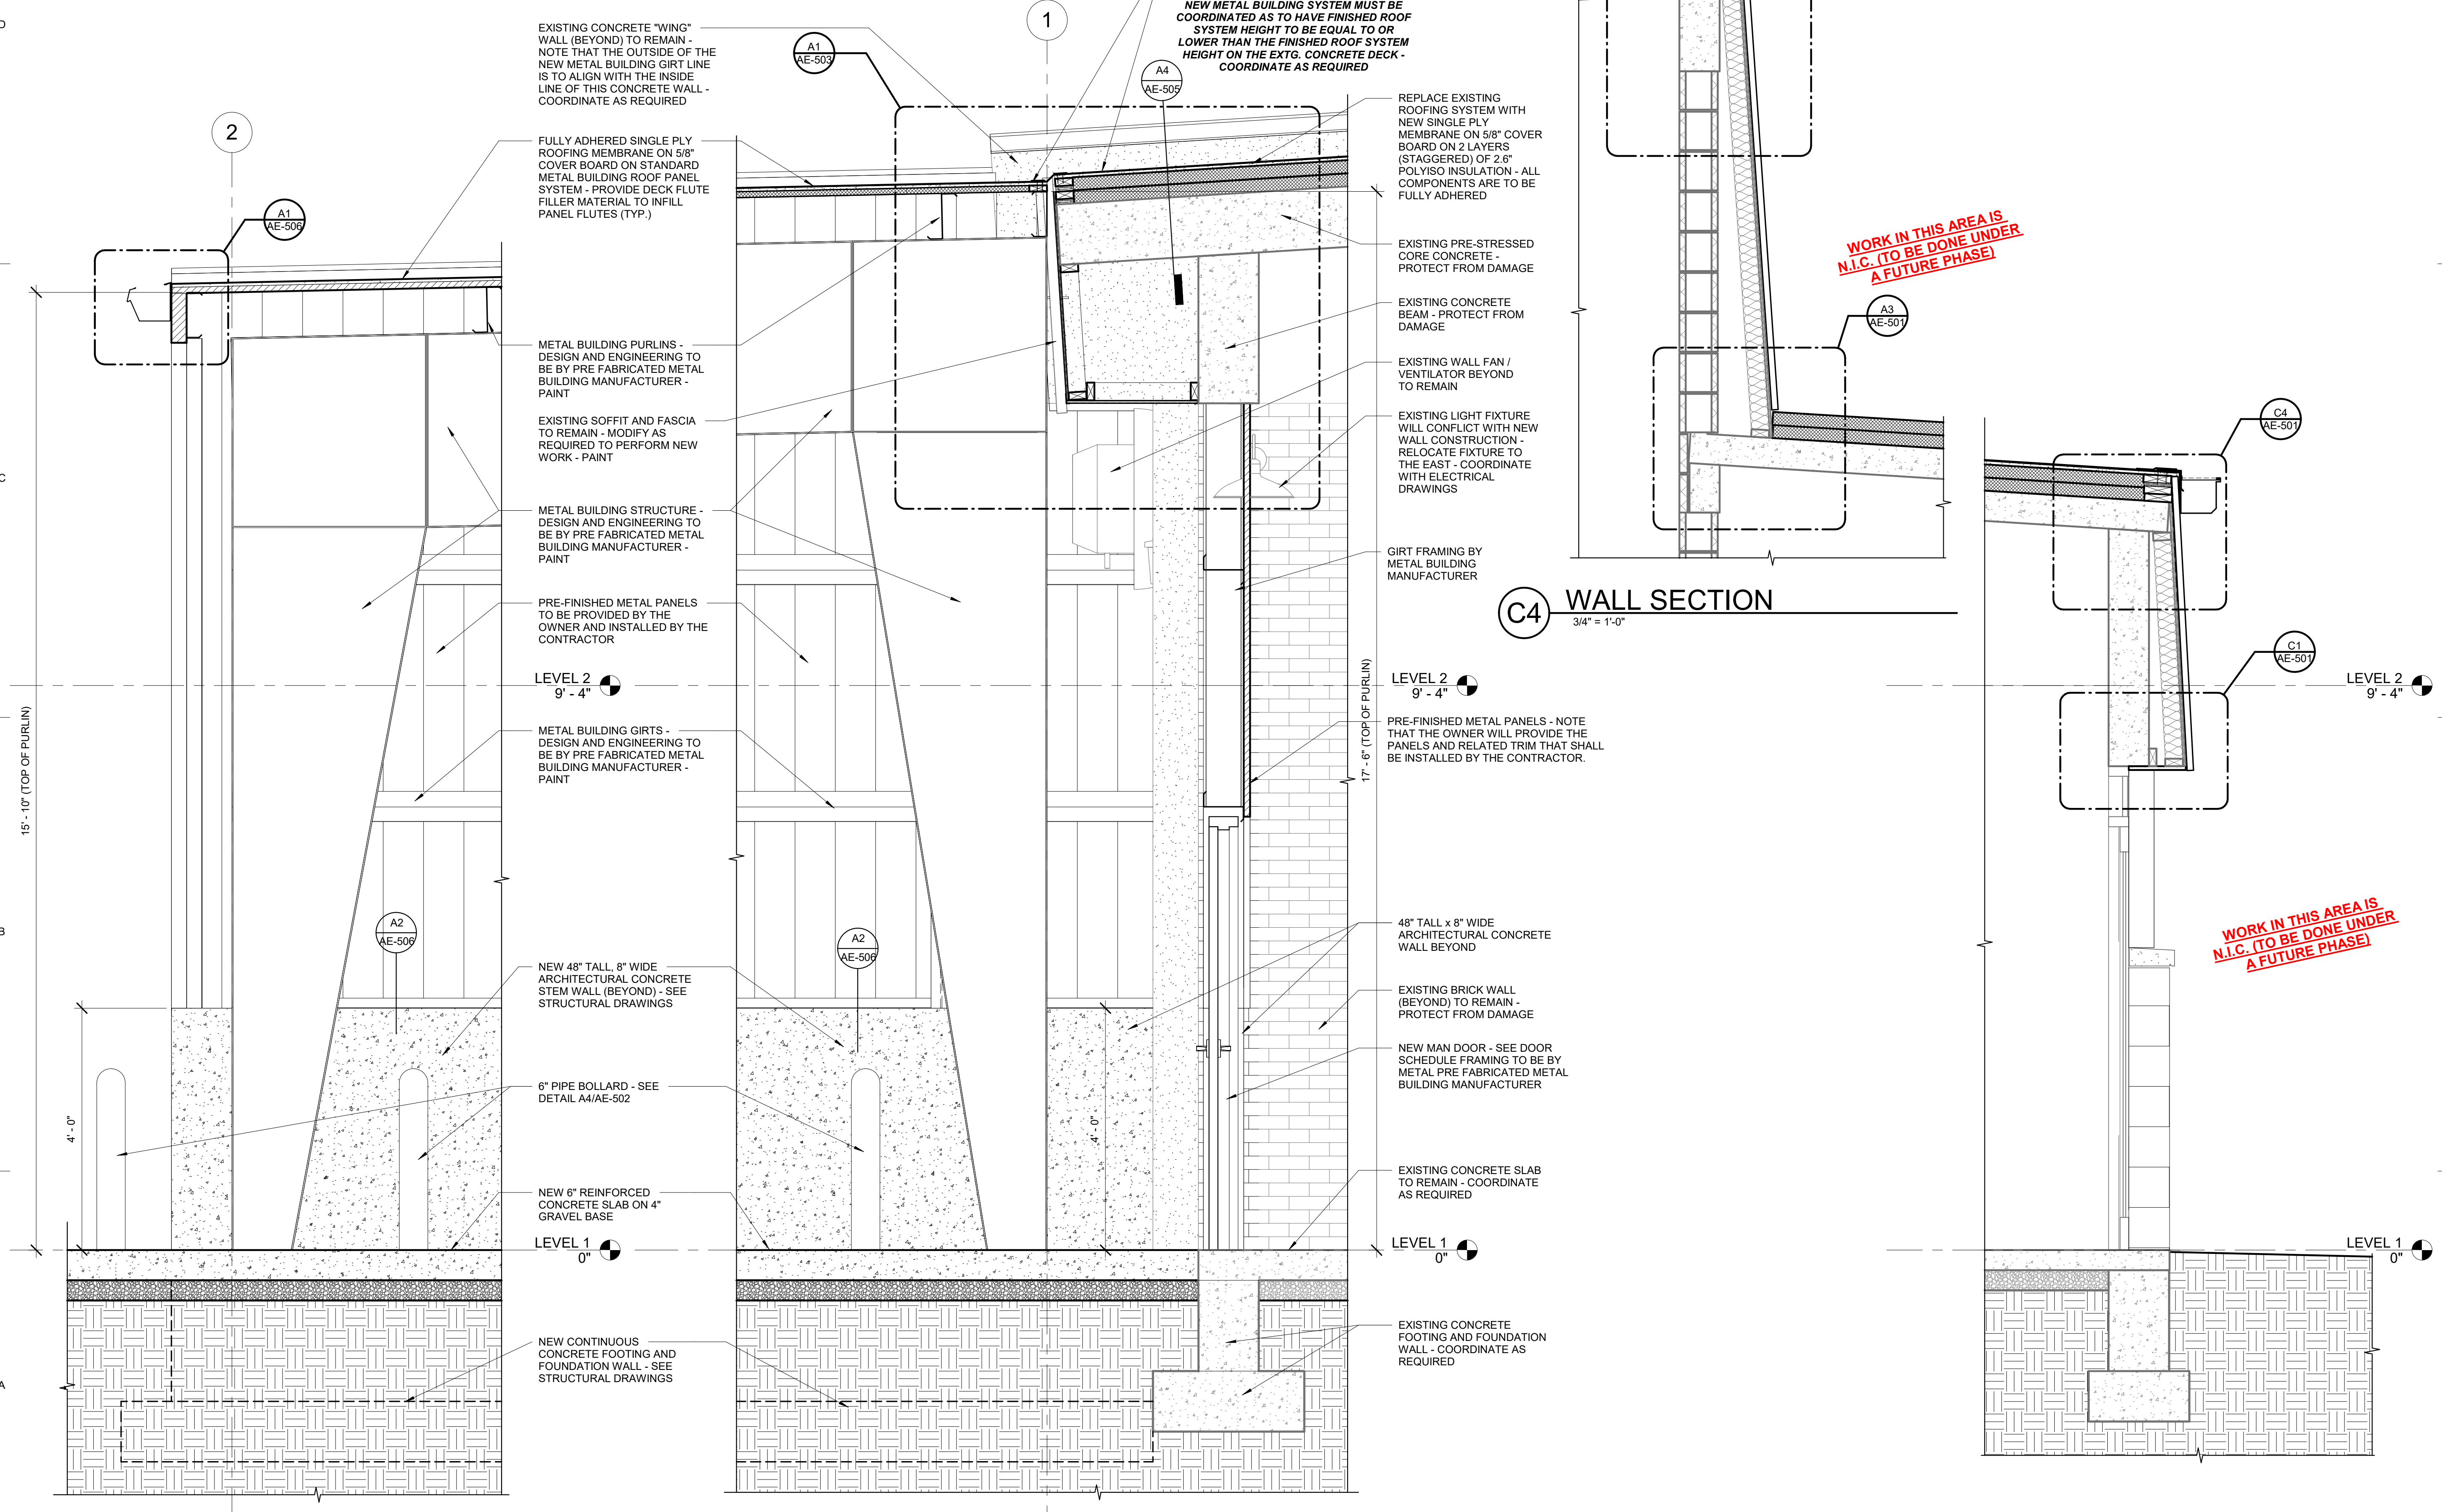 D
C
B
A
2
1
A1
AE-506
A1
AE-503
A4
AE-505
NEW METAL BUILDING SYSTEM MUST BE
COORDINATED AS TO HAVE FINISHED ROOF
SYSTEM HEIGHT TO BE EQUAL TO OR
LOWER THAN THE FINISHED ROOF SYSTEM
HEIGHT ON THE EXTG. CONCRETE DECK -
COORDINATE AS REQUIRED
EXISTING CONCRETE "WING"
WALL (BEYOND) TO REMAIN -
NOTE THAT THE OUTSIDE OF THE
NEW METAL BUILDING GIRT LINE
IS TO ALIGN WITH THE INSIDE
LINE OF THIS CONCRETE WALL -
COORDINATE AS REQUIRED
FULLY ADHERED SINGLE PLY
ROOFING MEMBRANE ON 5/8"
COVER BOARD ON STANDARD
METAL BUILDING ROOF PANEL
SYSTEM - PROVIDE DECK FLUTE
FILLER MATERIAL TO INFILL
PANEL FLUTES (TYP.)
METAL BUILDING PURLINS -
DESIGN AND ENGINEERING TO
BE BY PRE FABRICATED METAL
BUILDING MANUFACTURER -
PAINT
EXISTING SOFFIT AND FASCIA
TO REMAIN - MODIFY AS
REQUIRED TO PERFORM NEW
WORK - PAINT
METAL BUILDING STRUCTURE -
DESIGN AND ENGINEERING TO
BE BY PRE FABRICATED METAL
BUILDING MANUFACTURER -
PAINT
PRE-FINISHED METAL PANELS
TO BE PROVIDED BY THE
OWNER AND INSTALLED BY THE
CONTRACTOR
LEVEL 2
9' - 4"
METAL BUILDING GIRTS -
DESIGN AND ENGINEERING TO
BE BY PRE FABRICATED METAL
BUILDING MANUFACTURER -
PAINT
15' - 10" (TOP OF PURLIN)
A2
AE-506
A2
AE-506
NEW 48" TALL, 8" WIDE
ARCHITECTURAL CONCRETE
STEM WALL (BEYOND) - SEE
STRUCTURAL DRAWINGS
6" PIPE BOLLARD - SEE
DETAIL A4/AE-502
4' - 0"
4' - 0"
NEW 6" REINFORCED
CONCRETE SLAB ON 4"
GRAVEL BASE
LEVEL 1
0"
NEW CONTINUOUS
CONCRETE FOOTING AND
FOUNDATION WALL - SEE
STRUCTURAL DRAWINGS
REPLACE EXISTING
ROOFING SYSTEM WITH
NEW SINGLE PLY
MEMBRANE ON 5/8" COVER
BOARD ON 2 LAYERS
(STAGGERED) OF 2.6"
POLYISO INSULATION - ALL
COMPONENTS ARE TO BE
FULLY ADHERED
EXISTING PRE-STRESSED
CORE CONCRETE -
PROTECT FROM DAMAGE
EXISTING CONCRETE
BEAM - PROTECT FROM
DAMAGE
EXISTING WALL FAN /
VENTILATOR BEYOND
TO REMAIN
EXISTING LIGHT FIXTURE
WILL CONFLICT WITH NEW
WALL CONSTRUCTION -
RELOCATE FIXTURE TO
THE EAST - COORDINATE
WITH ELECTRICAL
DRAWINGS
GIRT FRAMING BY
METAL BUILDING
MANUFACTURER
LEVEL 2
9' - 4"
17' - 6" (TOP OF PURLIN)
PRE-FINISHED METAL PANELS - NOTE
THAT THE OWNER WILL PROVIDE THE
PANELS AND RELATED TRIM THAT SHALL
BE INSTALLED BY THE CONTRACTOR.
48" TALL x 8" WIDE
ARCHITECTURAL CONCRETE
WALL BEYOND
EXISTING BRICK WALL
(BEYOND) TO REMAIN -
PROTECT FROM DAMAGE
NEW MAN DOOR - SEE DOOR
SCHEDULE FRAMING TO BE BY
METAL PRE FABRICATED METAL
BUILDING MANUFACTURER
EXISTING CONCRETE SLAB
TO REMAIN - COORDINATE
AS REQUIRED
LEVEL 1
0"
EXISTING CONCRETE
FOOTING AND FOUNDATION
WALL - COORDINATE AS
REQUIRED
WORK IN THIS AREA IS
N.I.C. (TO BE DONE UNDER
A FUTURE PHASE)
A3
AE-501
C4
WALL SECTION
3/4" = 1'-0"
C4
AE-501
C1
AE-501
LEVEL 2
9' - 4"
WORK IN THIS AREA IS
N.I.C. (TO BE DONE UNDER
A FUTURE PHASE)
LEVEL 1
0"